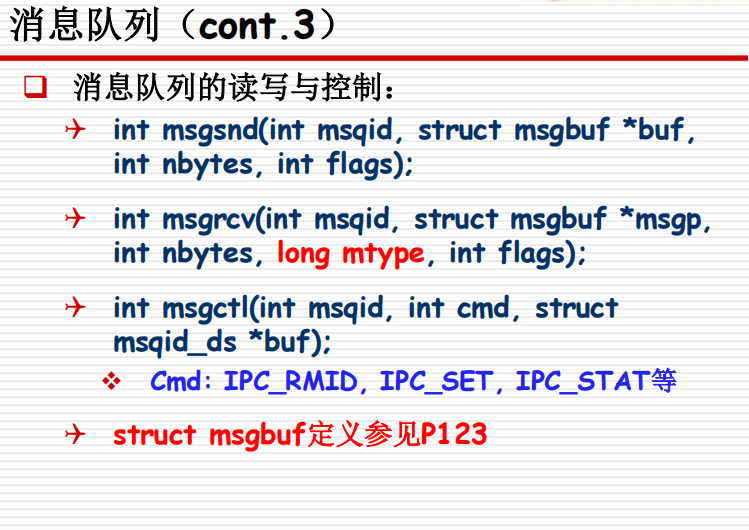 消息队列（cont.3）
消息队列的读写与控制：
int msgsnd(int msqid, struct msgbuf *buf,
int nbytes, int flags);
int msgrcv(int msqid, struct msgbuf *msgp,
int nbytes, long mtype, int flags);
int msgctl(int msqid, int cmd, struct
msqid_ds *buf);
Cmd: IPC_RMID, IPC_SET, IPC_STAT等
struct msgbuf定义参见P123